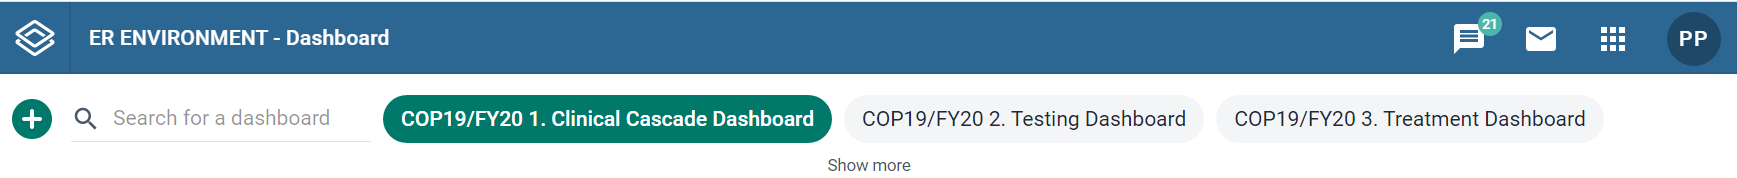 ER ENVIRONMENT - Dashboard
21
PP
Search for a dashboard
COP19/FY20 1. Clinical Cascade Dashboard
COP19/FY20 2. Testing Dashboard
COP19/FY20 3. Treatment Dashboard
Show more